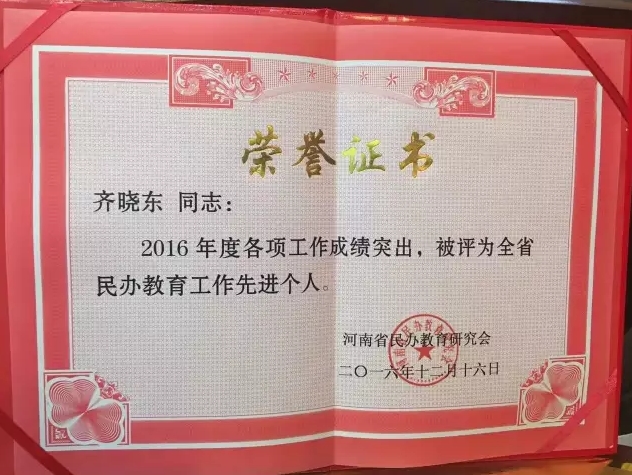 荣誉证书
齐晓东 同志：
2016 年度各项工作成绩突出，被评为全省
民办教育工作先进个人。
河南省民办教育研究会
二〇一六年十二月十六日